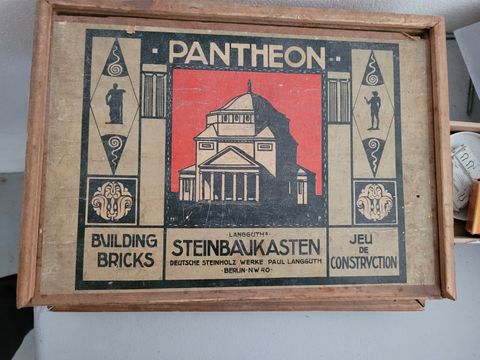 PANTHEON
LANGGUTH'S
STEINBAUKASTEN
DEUTSCHE STEINHOLZ WERKE PAUL LANGGUTH
·BERLIN·NW 40·
BUILDING
BRICKS
JEU
DE
CONSTRVCTION